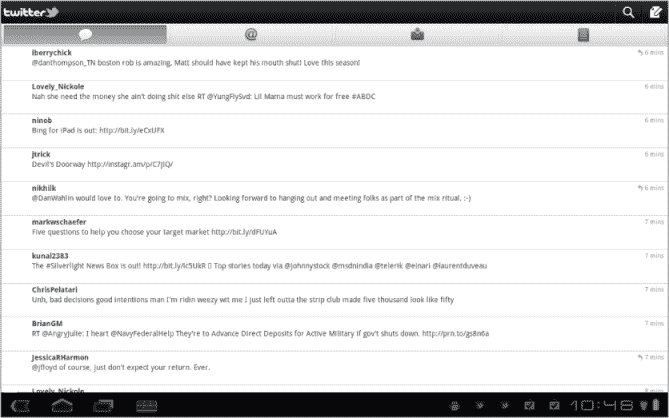 twitter
iberrychick
6 mins
@danthompson_TN boston rob is amazing. Matt should have kept his mouth shut! Love this season!
Lovely_Nickole
6 mins
Nah she need the money she ain't doing shit else RT @YungFlySvd: Lil Mama must work for free #ABDC
ninob
6 mins
Bing for iPad is out: http://bit.ly/eCxUFX
jtrick
6 mins
Devil's Doorway http://instagr.am/p/C7JlQ/
nikhilk
6 mins
@DanWahlin would love to. You're going to mix, right? Looking forward to hanging out and meeting folks as part of the mix ritual. :-)
markwschaefer
7 mins
Five questions to help you choose your target market http://bit.ly/dFUYuA
kunal2383
7 mins
The #Silverlight News Box is out! http://bit.ly/Ic5UkR ▯ Top stories today via @johnnystock @msdnindia @telerik @einari @laurentduveau
ChrisPelatari
7 mins
Unh, bad decisions good intentions man I'm ridin weezy wit me I just left outta the strip club made five thousand look like fifty
BrianGM
7 mins
RT @AngryJulie: I heart @NavyFederalHelp They're to Advance Direct Deposits for Active Military if gov't shuts down. http://prn.to/gs8n6a
JessicaRHarmon
7 mins
@jfloyd of course, just don't expect your return. Ever.
Lovely_Nickole
8 mins
10:48